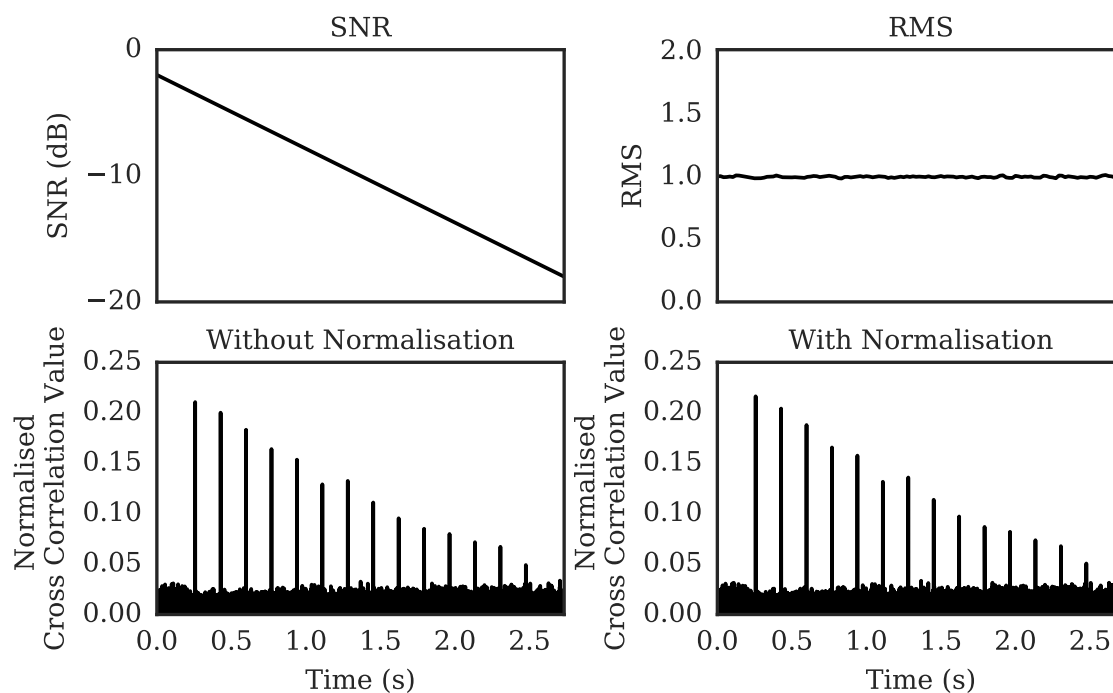 SNR
0
−10
−20
SNR (dB)
RMS
2.0
1.5
1.0
0.5
0.0
RMS
Without Normalisation
0.25
0.20
0.15
0.10
0.05
0.00
Normalised
Cross Correlation Value
0.0 0.5 1.0 1.5 2.0 2.5
Time (s)
With Normalisation
0.25
0.20
0.15
0.10
0.05
0.00
Normalised
Cross Correlation Value
0.0 0.5 1.0 1.5 2.0 2.5
Time (s)